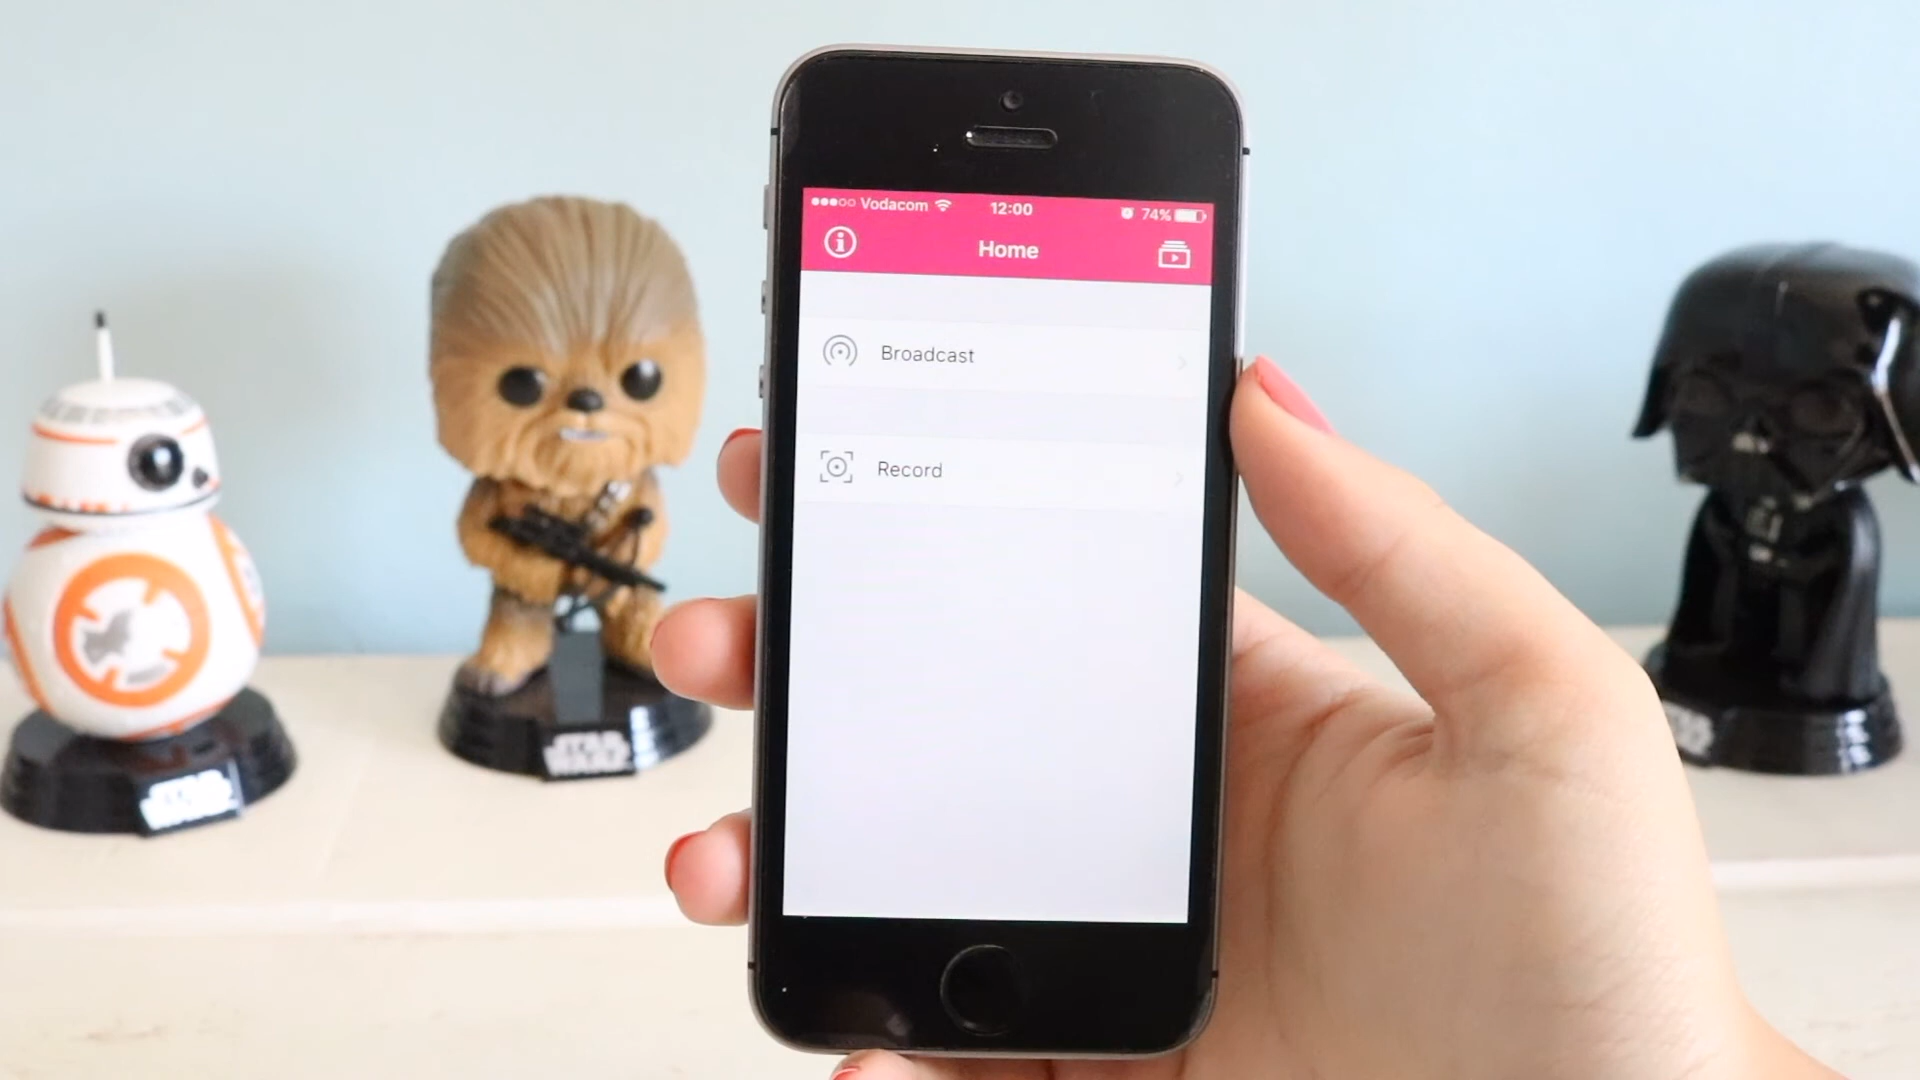 Vodacom 12:00 74%
Home
Broadcast
Record
STAR WARS
STAR WARS